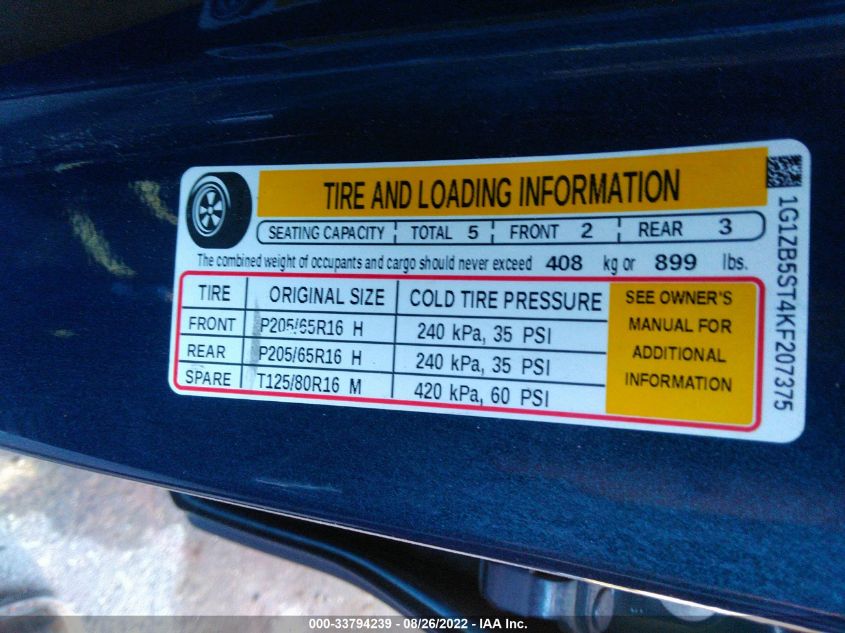 TIRE AND LOADING INFORMATION
SEATING CAPACITY TOTAL 5 FRONT 2 REAR 3
The combined weight of occupants and cargo should never exceed 408 kg or 899 lbs.
TIRE ORIGINAL SIZE COLD TIRE PRESSURE
FRONT P205/65R16 H 240 kPa, 35 PSI
REAR P205/65R16 H 240 kPa, 35 PSI
SPARE T125/80R16 M 420 kPa, 60 PSI
SEE OWNER'S
MANUAL FOR
ADDITIONAL
INFORMATION
1G1ZB5ST4KF207375
000-33794239 - 08/26/2022 - IAA Inc.